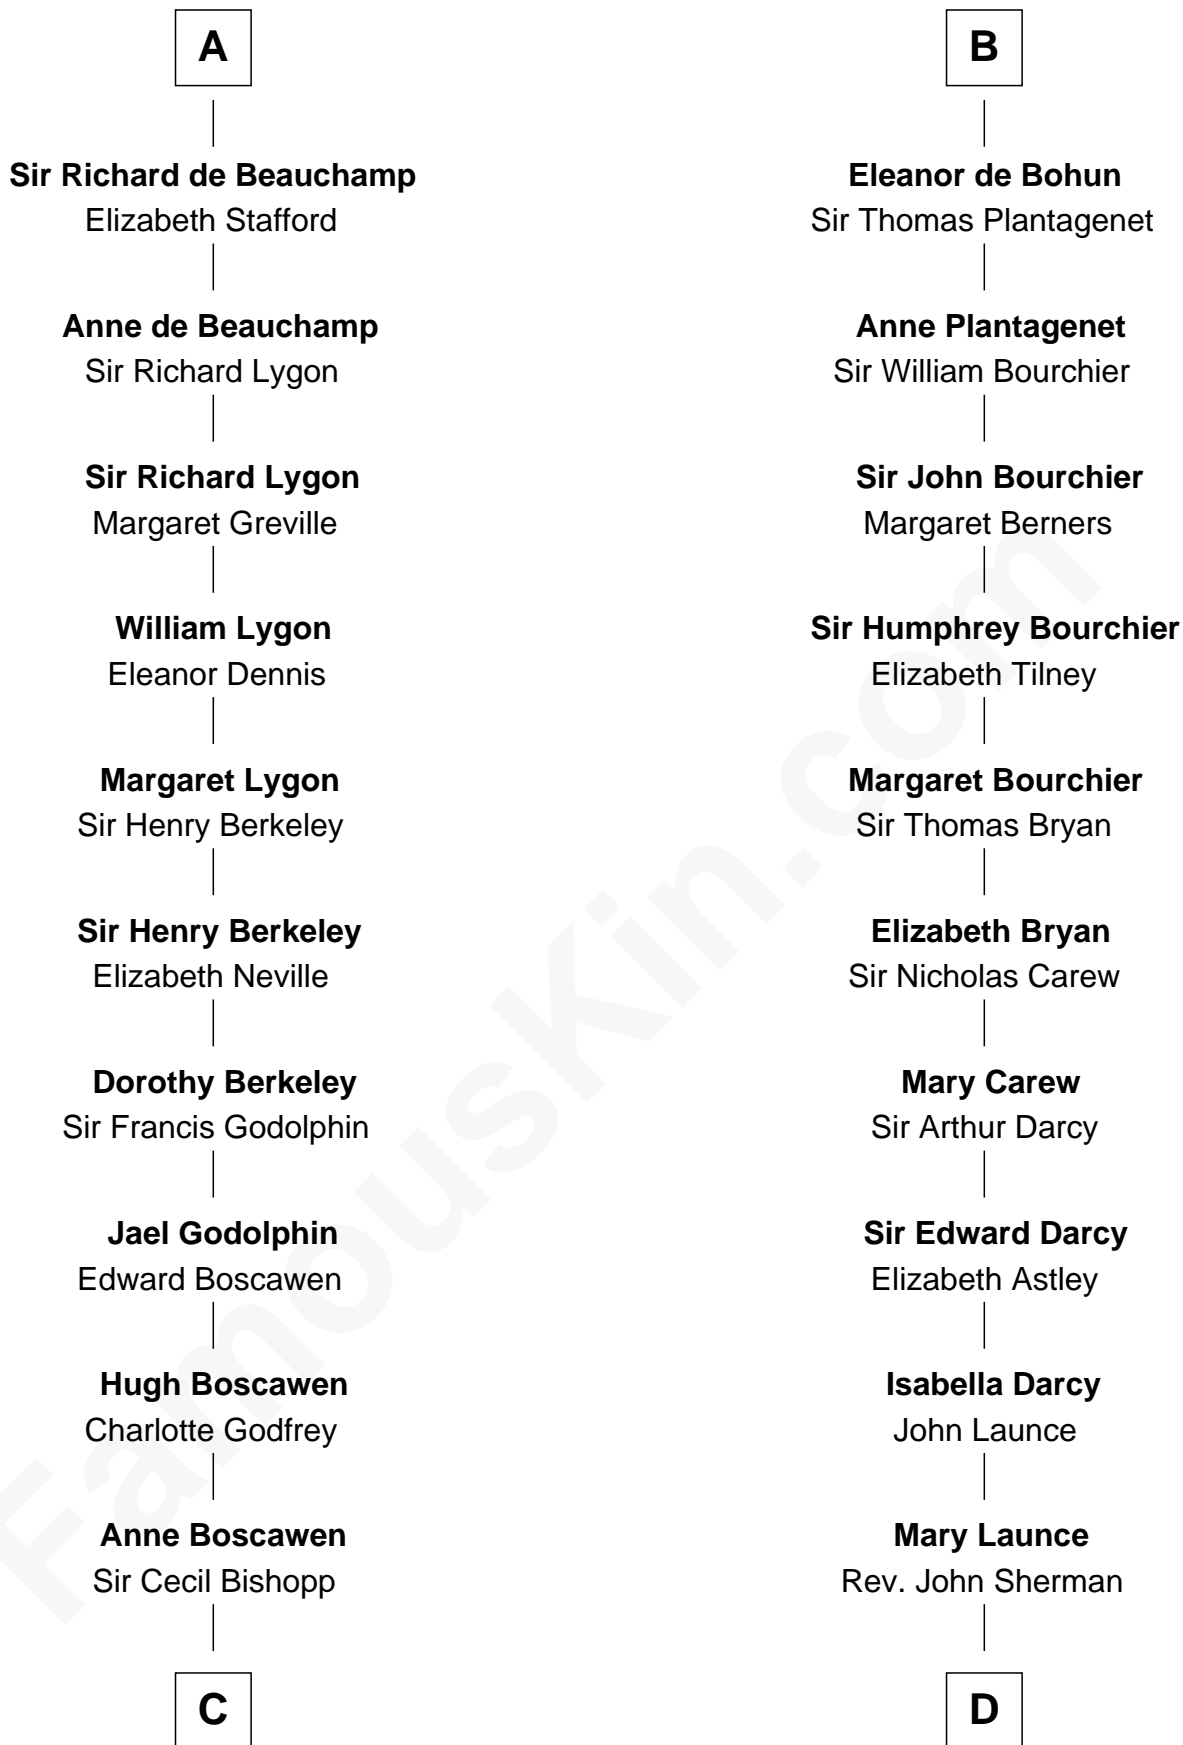 A
Sir Richard de Beauchamp
Elizabeth Stafford
Anne de Beauchamp
Sir Richard Lygon
Sir Richard Lygon
Margaret Greville
William Lygon
Eleanor Dennis
Margaret Lygon
Sir Henry Berkeley
Sir Henry Berkeley
Elizabeth Neville
Dorothy Berkeley
Sir Francis Godolphin
Jael Godolphin
Edward Boscawen
Hugh Boscawen
Charlotte Godfrey
Anne Boscawen
Sir Cecil Bishopp
C
B
Eleanor de Bohun
Sir Thomas Plantagenet
Anne Plantagenet
Sir William Bourchier
Sir John Bourchier
Margaret Berners
Sir Humphrey Bourchier
Elizabeth Tilney
Margaret Bourchier
Sir Thomas Bryan
Elizabeth Bryan
Sir Nicholas Carew
Mary Carew
Sir Arthur Darcy
Sir Edward Darcy
Elizabeth Astley
Isabella Darcy
John Launce
Mary Launce
Rev. John Sherman
D
FamousKin.com